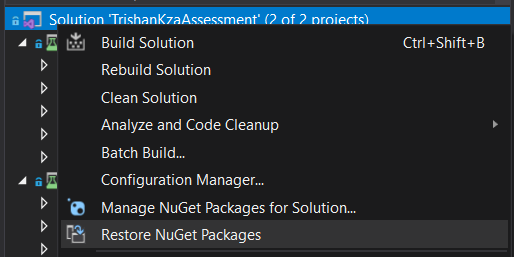 Solution 'TrishanKzaAssessment' (2 of 2 projects)
Build Solution Ctrl+Shift+B
Rebuild Solution
Clean Solution
Analyze and Code Cleanup
Batch Build...
Configuration Manager...
Manage NuGet Packages for Solution...
Restore NuGet Packages